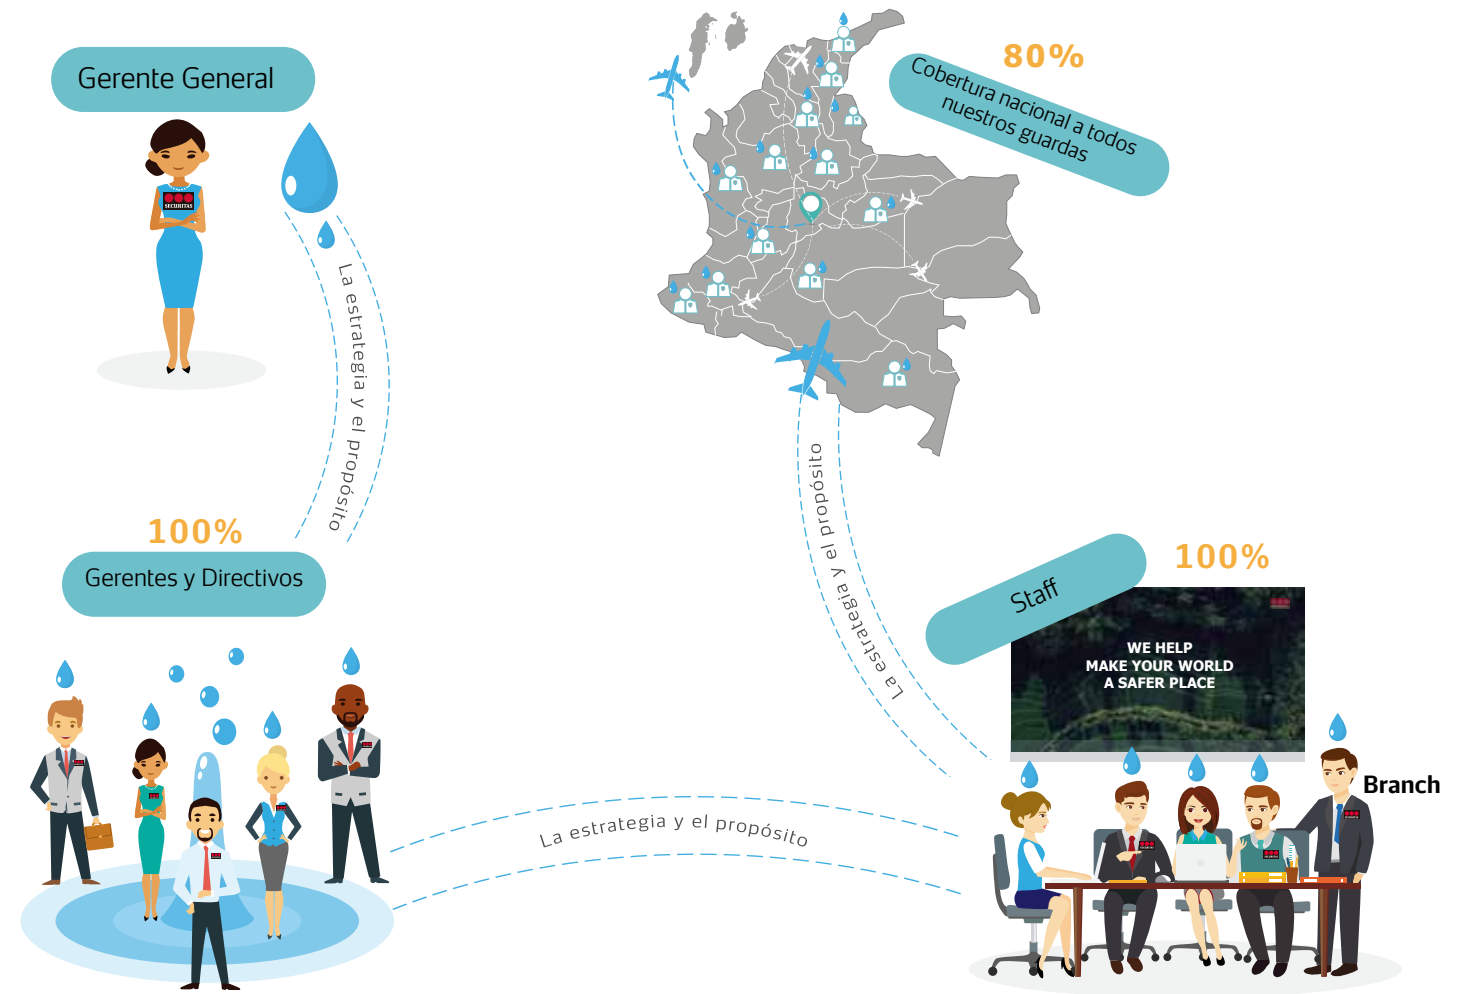 Gerente General
SECURITAS
La estrategia y el propósito
100%
Gerentes y Directivos
La estrategia y el propósito
100%
Staff
WE HELP
MAKE YOUR WORLD
A SAFER PLACE
Branch
La estrategia y el propósito
80%
Cobertura nacional a todos
nuestros guardas